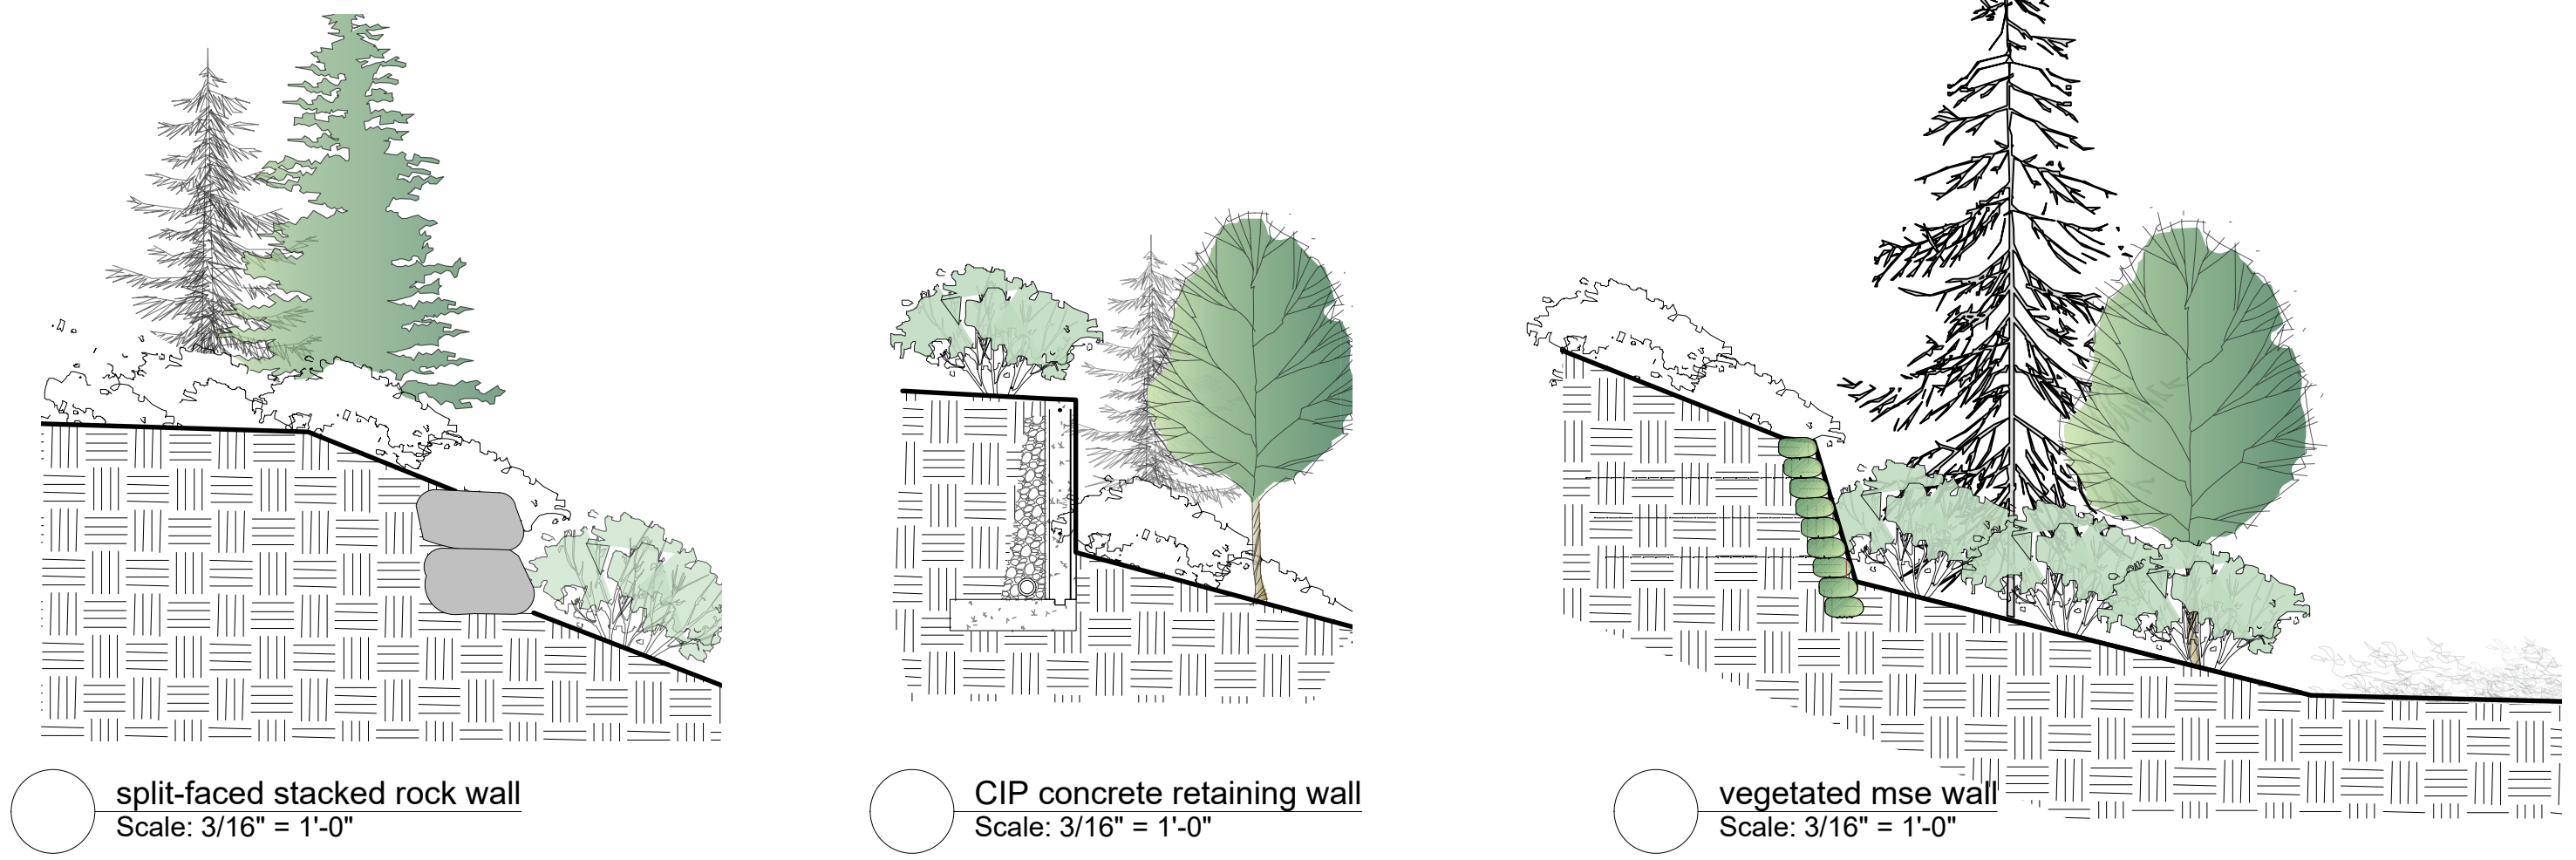 split-faced stacked rock wall
Scale: 3/16" = 1'-0"
CIP concrete retaining wall
Scale: 3/16" = 1'-0"
vegetated mse wall
Scale: 3/16" = 1'-0"